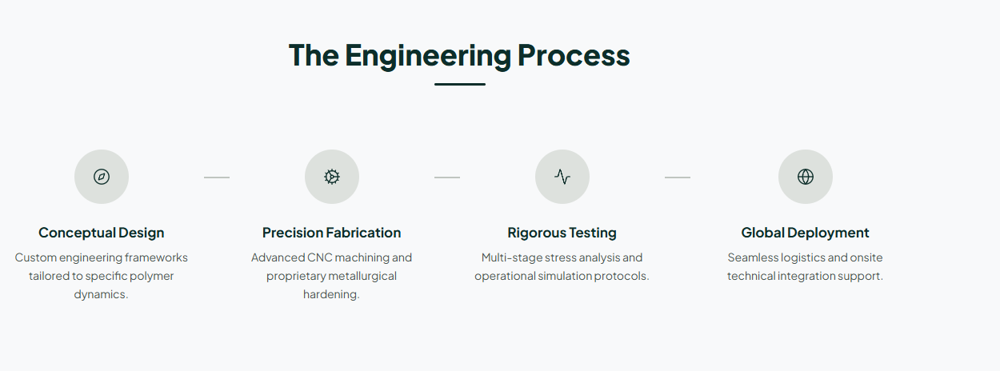 The Engineering Process
Conceptual Design
Custom engineering frameworks
tailored to specific polymer
dynamics.
Precision Fabrication
Advanced CNC machining and
proprietary metallurgical
hardening.
Rigorous Testing
Multi-stage stress analysis and
operational simulation protocols.
Global Deployment
Seamless logistics and onsite
technical integration support.